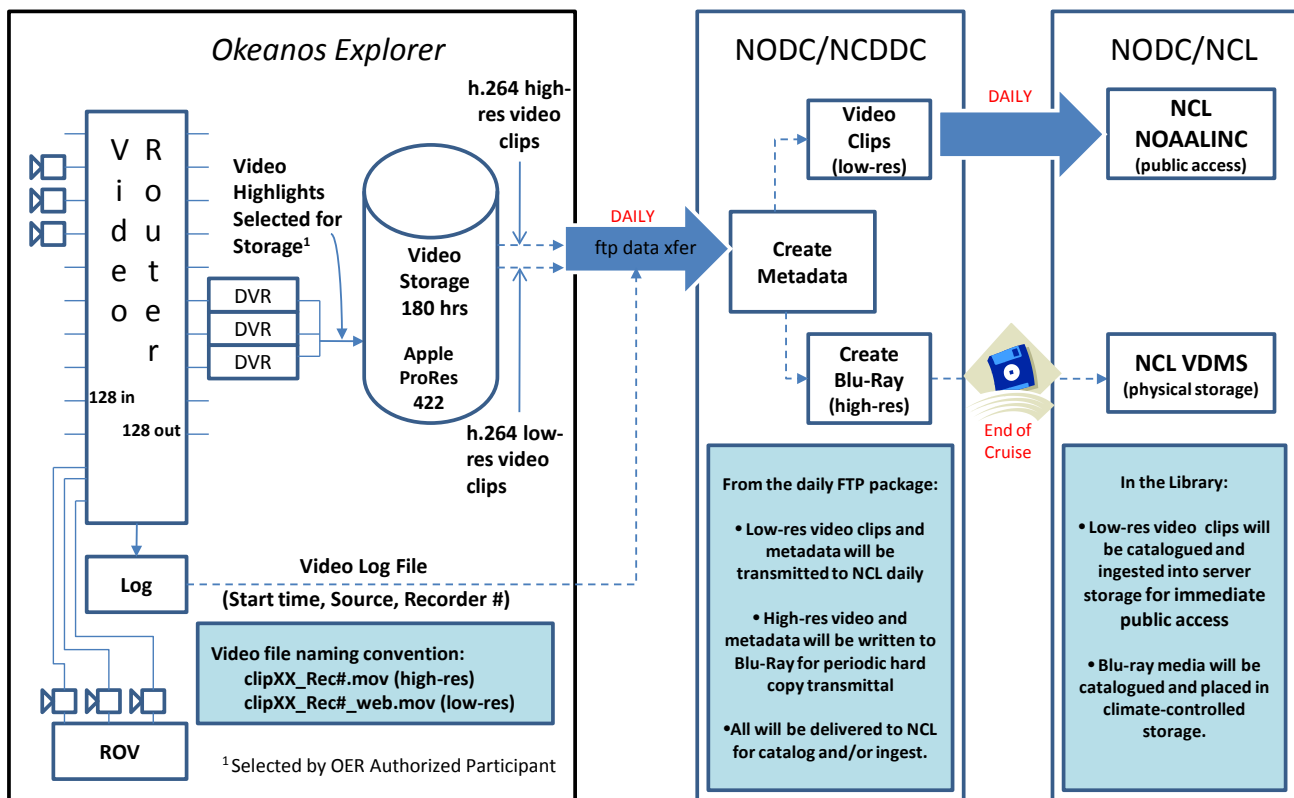 Okeanos Explorer
Video
Router
128 in
128 out
Video
Highlights
Selected for
Storage1
DVR
DVR
DVR
h.264 high-
res video
clips
Video
Storage
180 hrs
Apple
ProRes
422
h.264 low-
res video
clips
Log
Video Log File
(Start time, Source, Recorder #)
Video file naming convention:
clipXX_Rec#.mov (high-res)
clipXX_Rec#_web.mov (low-res)
ROV
1 Selected by OER Authorized Participant
DAILY
ftp data xfer
NODC/NCDDC
Video
Clips
(low-res)
Create
Metadata
Create
Blu-Ray
(high-res)
From the daily FTP package:
•Low-res video clips and
metadata will be
transmitted to NCL daily
•High-res video and
metadata will be written to
Blu-Ray for periodic hard
copy transmittal
•All will be delivered to NCL
for catalog and/or ingest.
DAILY
End of
Cruise
NODC/NCL
NCL
NOAALINC
(public access)
NCL VDMS
(physical storage)
In the Library:
•Low-res video clips will
be catalogued and
ingested into server
storage for immediate
public access
•Blu-ray media will be
catalogued and placed in
climate-controlled
storage.